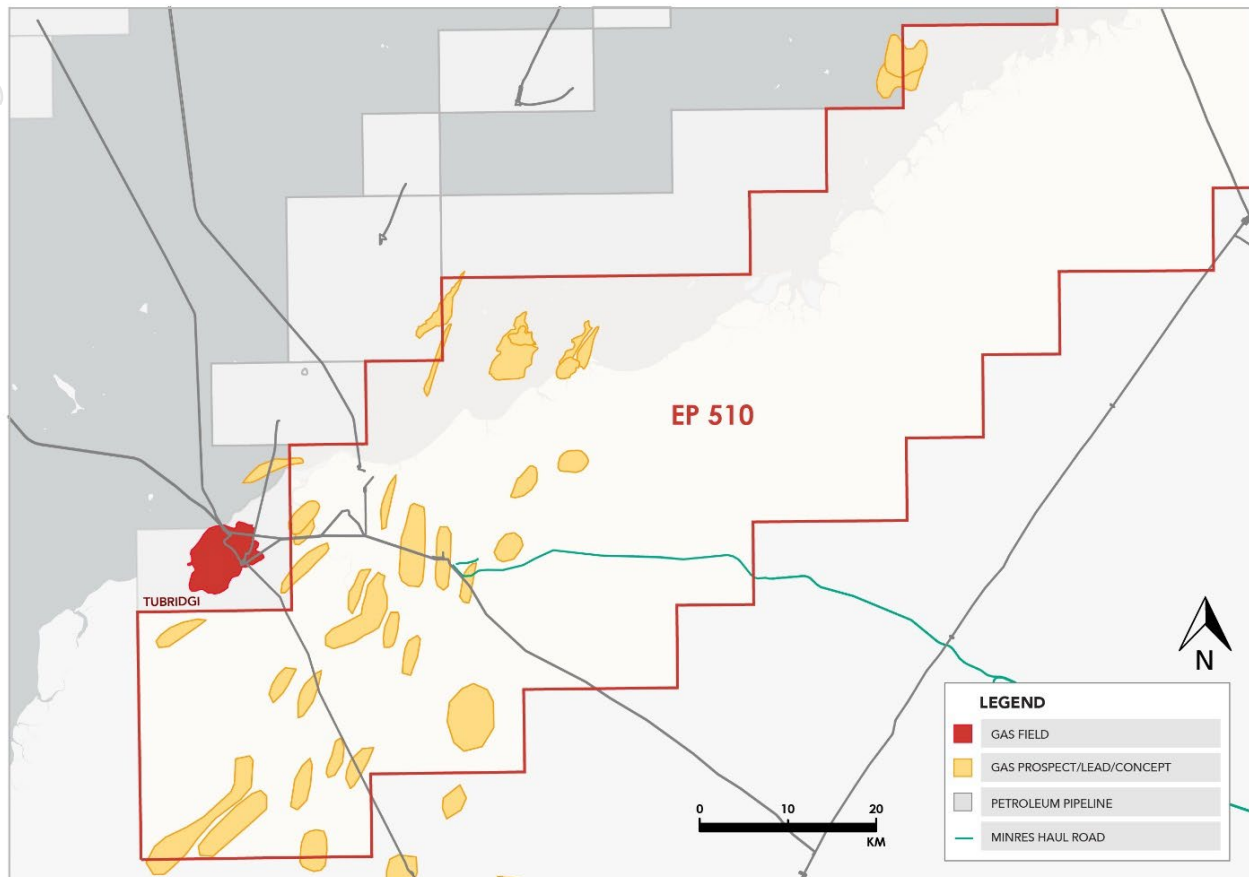 EP 510
TUBRIDGI
N
LEGEND
GAS FIELD
GAS PROSPECT/LEAD/CONCEPT
PETROLEUM PIPELINE
MINRES HAUL ROAD
0 10 20
KM